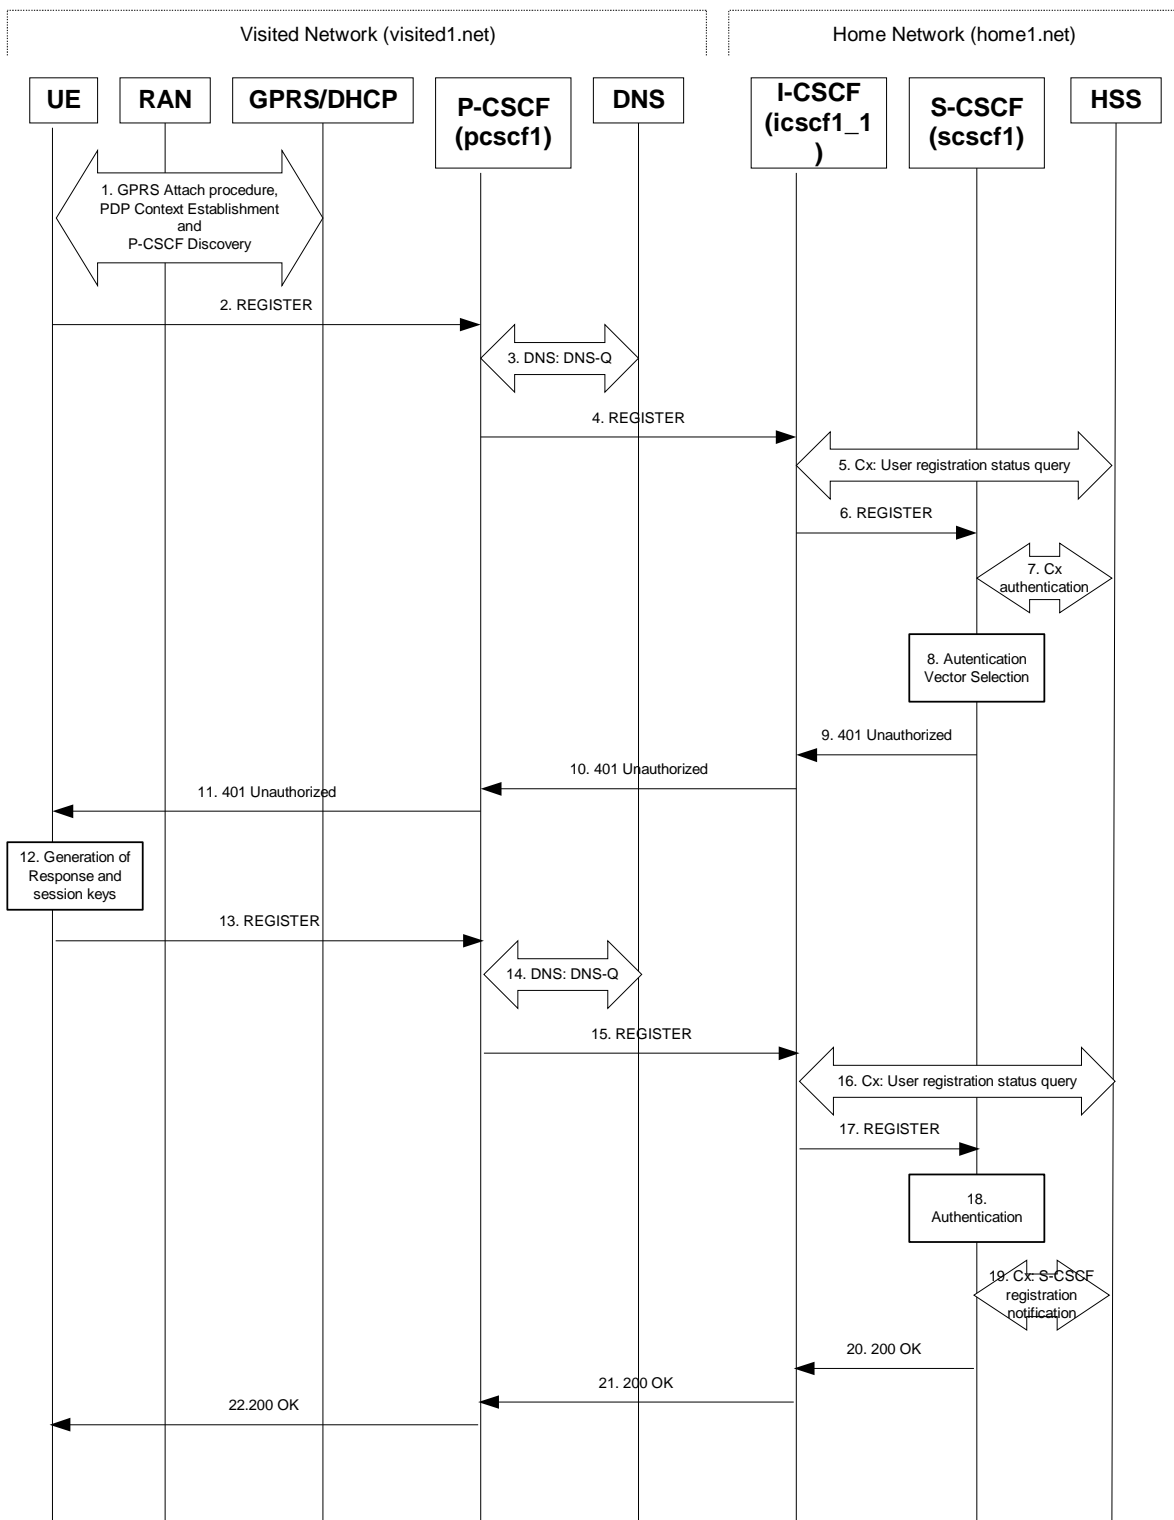 Visited Network (visited1.net)
Home Network (home1.net)
UE
RAN
GPRS/DHCP
P-CSCF
(pcscf1)
DNS
I-CSCF
(icscf1_1
)
S-CSCF
(scscf1)
HSS
1. GPRS Attach procedure,
PDP Context Establishment
and
P-CSCF Discovery
2. REGISTER
3. DNS: DNS-Q
4. REGISTER
5. Cx: User registration status query
6. REGISTER
7. Cx
authentication
8. Autentication
Vector Selection
9. 401 Unauthorized
10. 401 Unauthorized
11. 401 Unauthorized
12. Generation of
Response and
session keys
13. REGISTER
14. DNS: DNS-Q
15. REGISTER
16. Cx: User registration status query
17. REGISTER
18.
Authentication
19. Cx: S-CSCF
registration
notification
20. 200 OK
21. 200 OK
22.200 OK